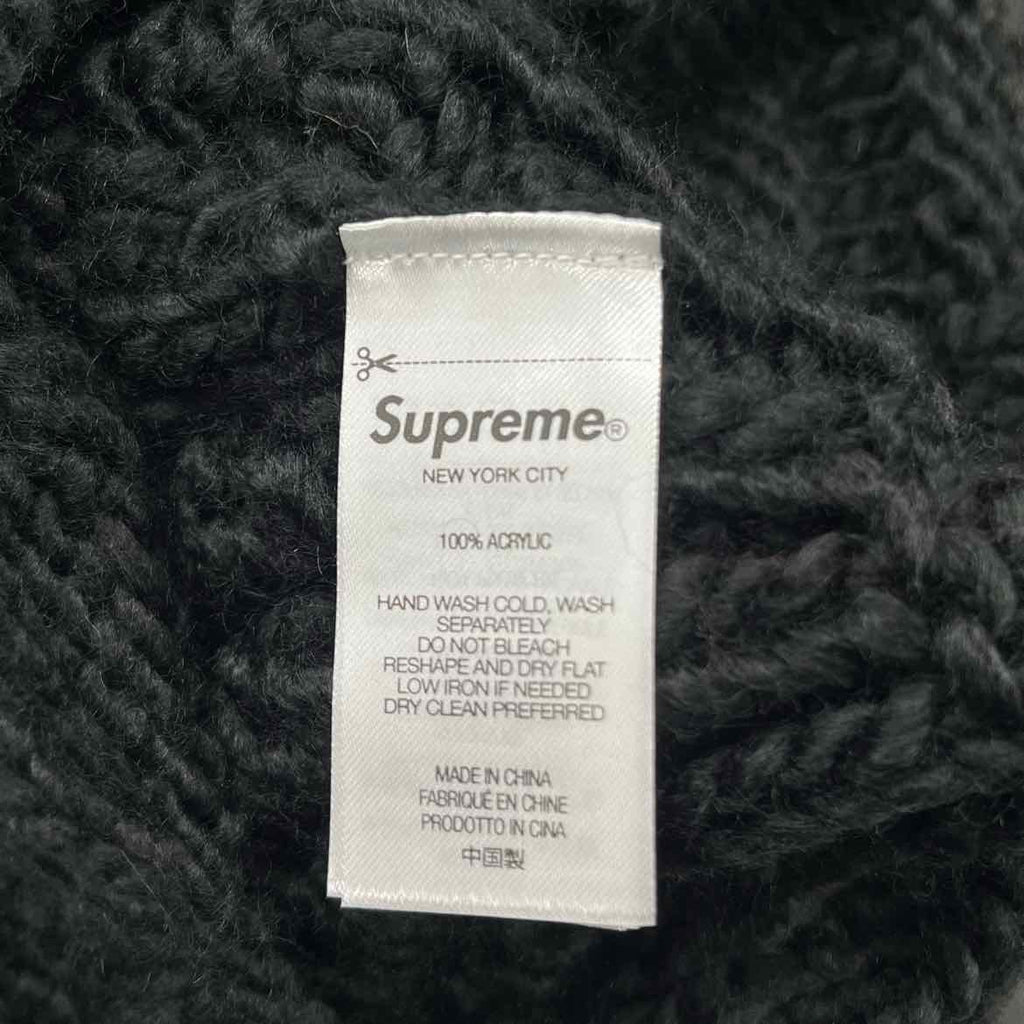 Supreme®
NEW YORK CITY
100% ACRYLIC
HAND WASH COLD, WASH
SEPARATELY
DO NOT BLEACH
RESHAPE AND DRY FLAT
LOW IRON IF NEEDED
DRY CLEAN PREFERRED
MADE IN CHINA
FABRIQUÉ EN CHINE
PRODOTTO IN CINA
中国製